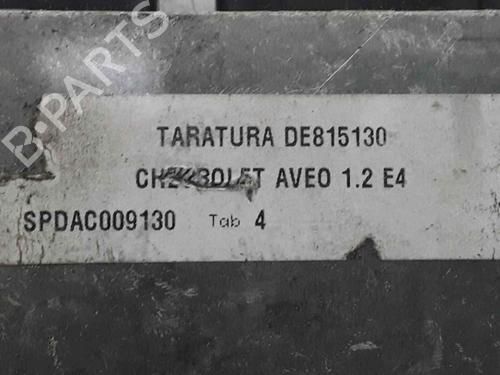 B-PARTS
TARATURA DE815130
CHEVROLET AVEO 1.2 E4
SPDAC009130 Tab 4